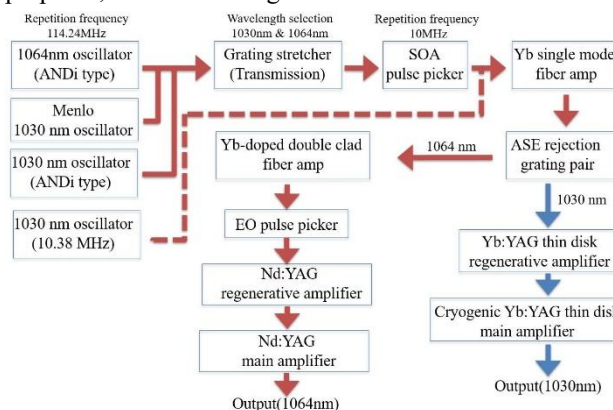 Repetition frequency
114.24MHz
Wavelength selection
1030nm & 1064nm
Repetition frequency
10MHz
1064nm oscillator
(ANDi type)
Grating stretcher
(Transmission)
SOA
pulse picker
Yb single mode
fiber amp
Menlo
1030 nm oscillator
1030 nm oscillator
(ANDi type)
1030 nm oscillator
(10.38 MHz)
Yb-doped double clad
fiber amp
1064 nm
ASE rejection
grating pair
1030 nm
EO pulse picker
Nd:YAG
regenerative amplifier
Nd:YAG
main amplifier
Output(1064nm)
Yb:YAG thin disk
regenerative amplifier
Cryogenic Yb:YAG thin disk
main amplifier
Output(1030nm)